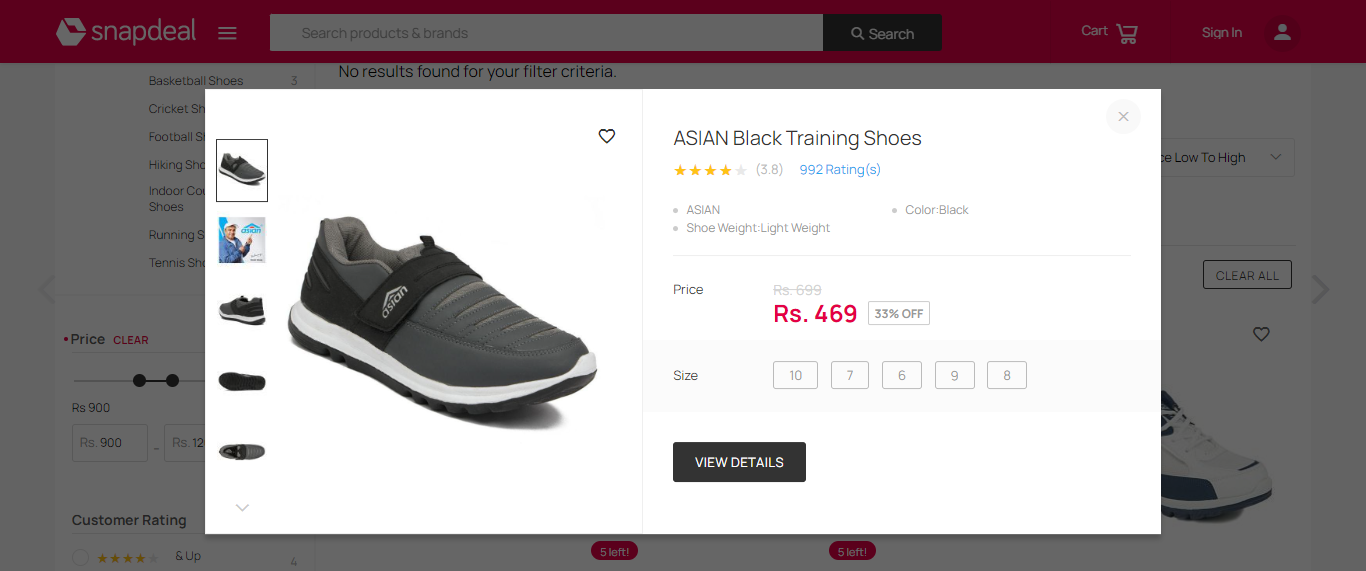 snapdeal
Search products & brands
Search
Cart
Sign In
No results found for your filter criteria.
Basketball Shoes 3
Cricket Sh
Football S
Hiking Sho
Indoor Co
Shoes
Running S
Tennis Sho
Price CLEAR
Rs 900
Rs. 900 - Rs. 12
Customer Rating
& Up 4
ce Low To High
CLEAR ALL
asian
asian
ASIAN Black Training Shoes
(3.8) 992 Rating(s)
ASIAN
Color:Black
Shoe Weight:Light Weight
Price
Rs. 699
Rs. 469 33% OFF
Size 10 7 6 9 8
VIEW DETAILS
5 left!
5 left!